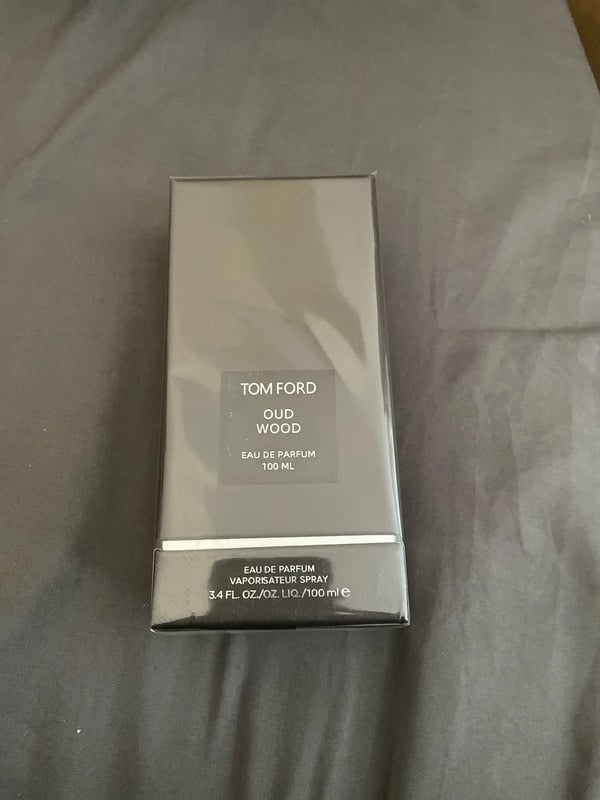 TOM FORD
OUD
WOOD
EAU DE PARFUM
100 ML
EAU DE PARFUM
VAPORISATEUR SPRAY
3.4 FL. OZ./OZ. LIQ./100 ml ℮